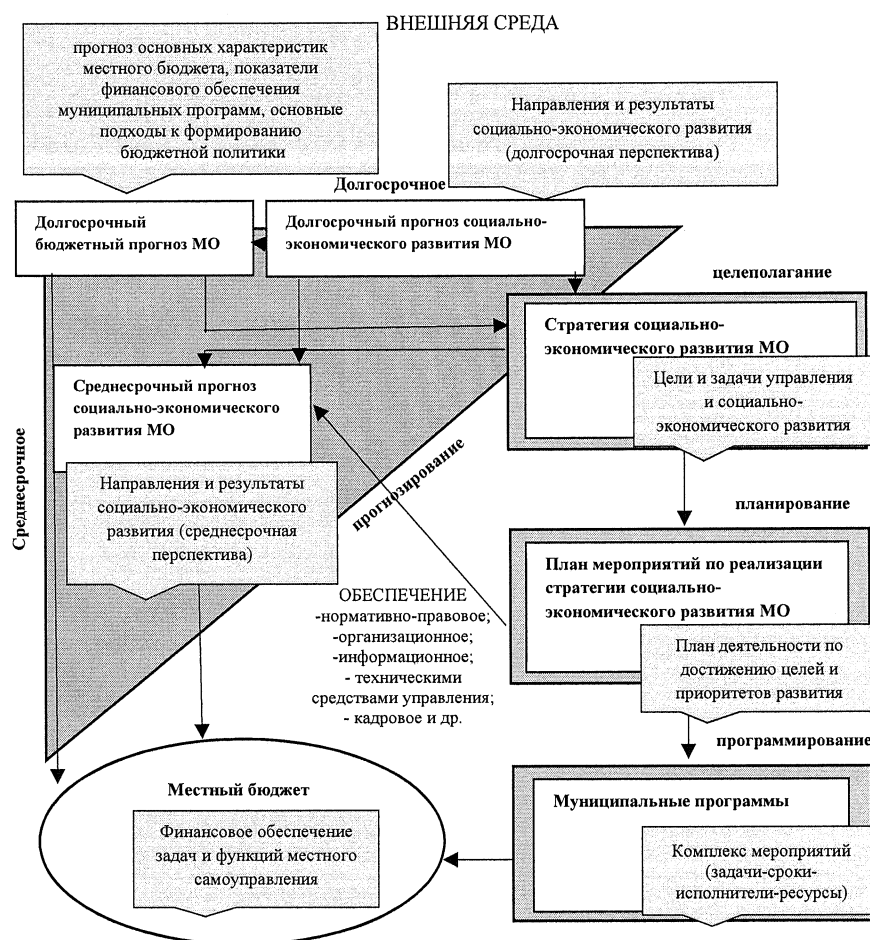 ВНЕШНЯЯ СРЕДА
прогноз основных характеристик
местного бюджета, показатели
финансового обеспечения
муниципальных программ, основные
подходы к формированию
бюджетной политики
Направления и результаты
социально-экономического развития
(долгосрочная перспектива)
Долгосрочное
Долгосрочный
бюджетный прогноз МО
Долгосрочный прогноз социально-
экономического развития МО
целеполагание
Стратегия социально-
экономического развития МО
Цели и задачи управления
и социально-
экономического развития
Среднесрочный прогноз
социально-экономического
развития МО
Направления и результаты
социально-экономического
развития (среднесрочная
перспектива)
Среднесрочное
прогнозирование
планирование
План мероприятий по реализации
стратегии социально-
экономического развития МО
План деятельности по
достижению целей и
приоритетов развития
ОБЕСПЕЧЕНИЕ
-нормативно-правовое;
-организационное;
-информационное;
- техническими
средствами управления;
- кадровое и др.
программирование
Муниципальные программы
Комплекс мероприятий
(задачи-сроки-
исполнители-ресурсы)
Местный бюджет
Финансовое обеспечение
задач и функций местного
самоуправления